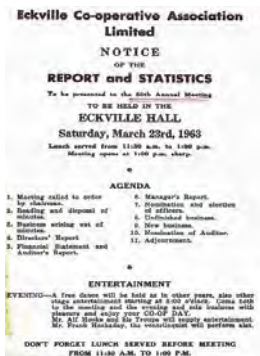 Eckville Co-operative Association
Limited
NOTICE
OF THE
REPORT and STATISTICS
To be presented to the 50th Annual Meeting
TO BE HELD IN THE
ECKVILLE HALL
Saturday, March 23rd, 1963
Lunch served from 11:30 a.m. to 1:00 p.m.
Meeting opens at 1:00 p.m. sharp.
AGENDA
1. Meeting called to order
by chairman.
2. Reading and disposal of
minutes.
3. Business arising out of
minutes.
4. Directors' Report
5. Financial Statement and
Auditor's Report.
6. Manager's Report.
7. Nomination and election
of officers.
8. Unfinished business.
9. New business.
10. Nomination of Auditor.
11. Adjournment.
ENTERTAINMENT
EVENING—A free dance will be held as in other years, also other
stage entertainment starting at 8:00 o'clock. Come both
to the meeting and the evening and mix business with
pleasure and enjoy your CO-OP DAY.
Mr. Alf Hooks and his Troupe will supply entertainment.
Mr. Frank the ventriloquist will perform also.
DON'T FORGET LUNCH SERVED BEFORE MEETING
FROM 11:30 A.M. TO 1:00 P.M.